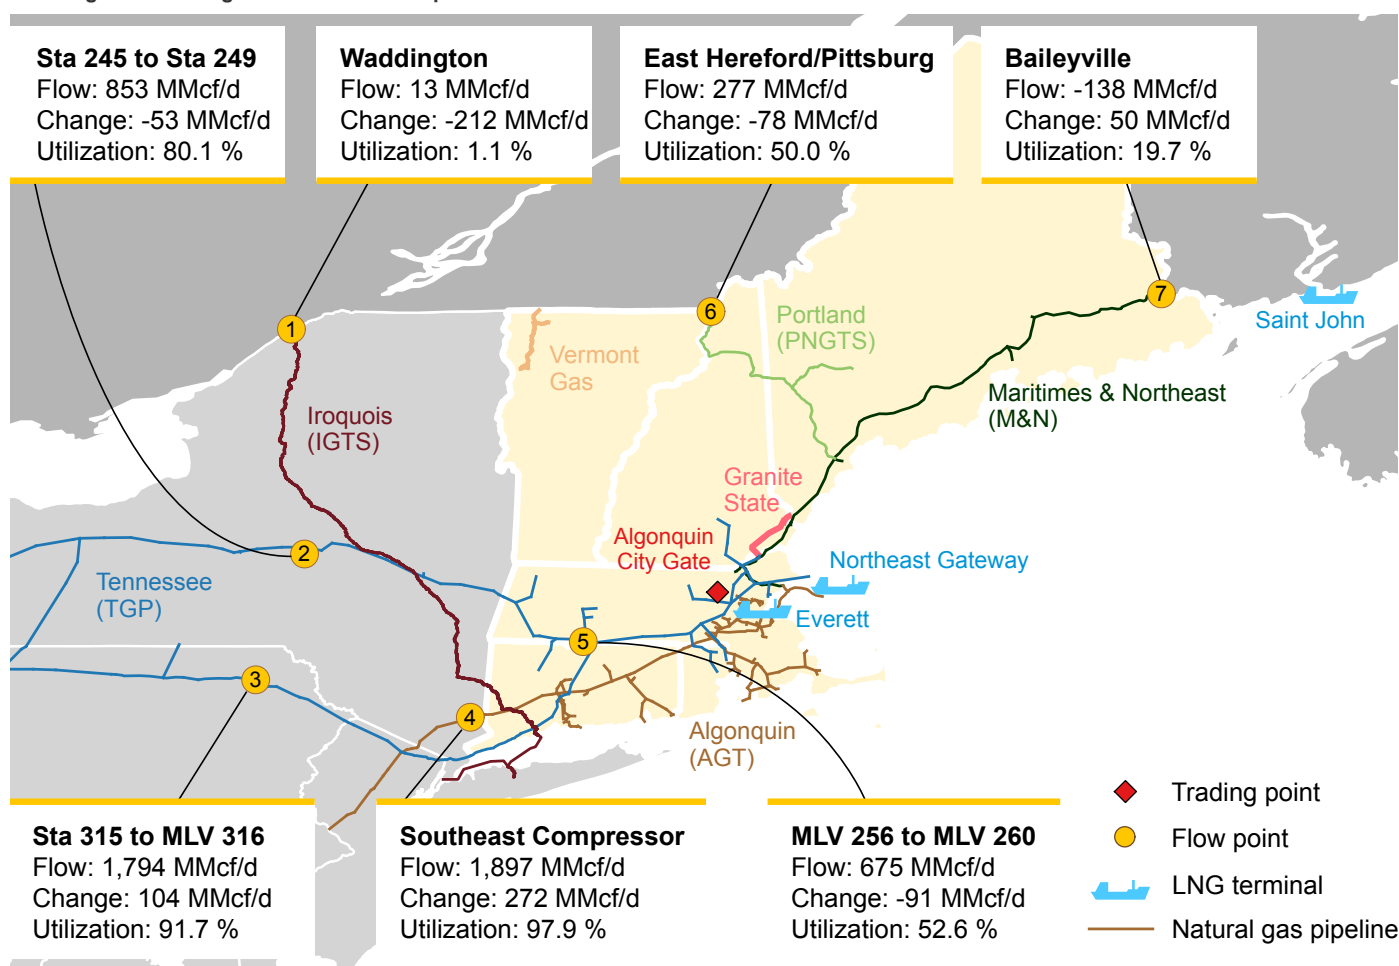 Sta 245 to Sta 249
Flow: 853 MMcf/d
Change: -53 MMcf/d
Utilization: 80.1 %
Waddington
Flow: 13 MMcf/d
Change: -212 MMcf/d
Utilization: 1.1 %
East Hereford/Pittsburg
Flow: 277 MMcf/d
Change: -78 MMcf/d
Utilization: 50.0 %
Baileyville
Flow: -138 MMcf/d
Change: 50 MMcf/d
Utilization: 19.7 %
7
6
1
Saint John
Portland
(PNGTS)
Vermont
Gas
Maritimes & Northeast
(M&N)
Iroquois
(IGTS)
Granite
State
Algonquin
City Gate
2
Northeast Gateway
Tennessee
(TGP)
Everett
5
3
4
Algonquin
(AGT)
Sta 315 to MLV 316
Flow: 1,794 MMcf/d
Change: 104 MMcf/d
Utilization: 91.7 %
Southeast Compressor
Flow: 1,897 MMcf/d
Change: 272 MMcf/d
Utilization: 97.9 %
MLV 256 to MLV 260
Flow: 675 MMcf/d
Change: -91 MMcf/d
Utilization: 52.6 %
Trading point
Flow point
LNG terminal
Natural gas pipeline